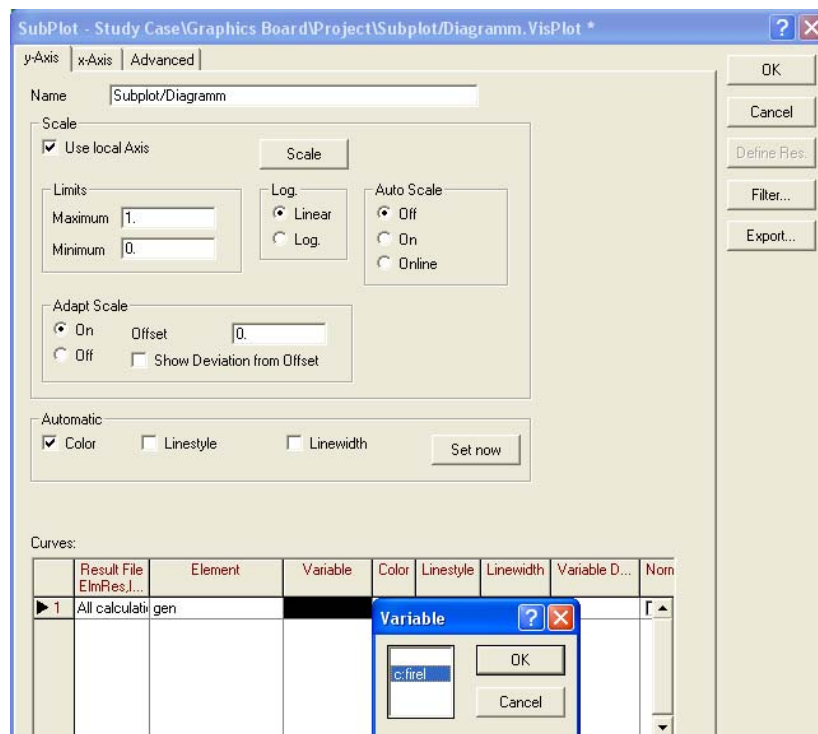 SubPlot - Study Case\Graphics Board\Project\Subplot/Diagramm.VisPlot *
y-Axis x-Axis Advanced
OK
Name Subplot/Diagramm
Cancel
Scale
Use local Axis
Scale
Define Res.
Limits
Log.
Auto Scale
Filter...
Maximum 1.
Linear
Off
Minimum 0.
Log.
On
Export...
Online
Adapt Scale
On Offset 0.
Off Show Deviation from Offset
Automatic
Color Linestyle Linewidth Set now
Curves:
Result File ElmRes,I... Element Variable Color Linestyle Linewidth Variable D... Norn
1 All calculati gen
Variable
c:firel
OK
Cancel